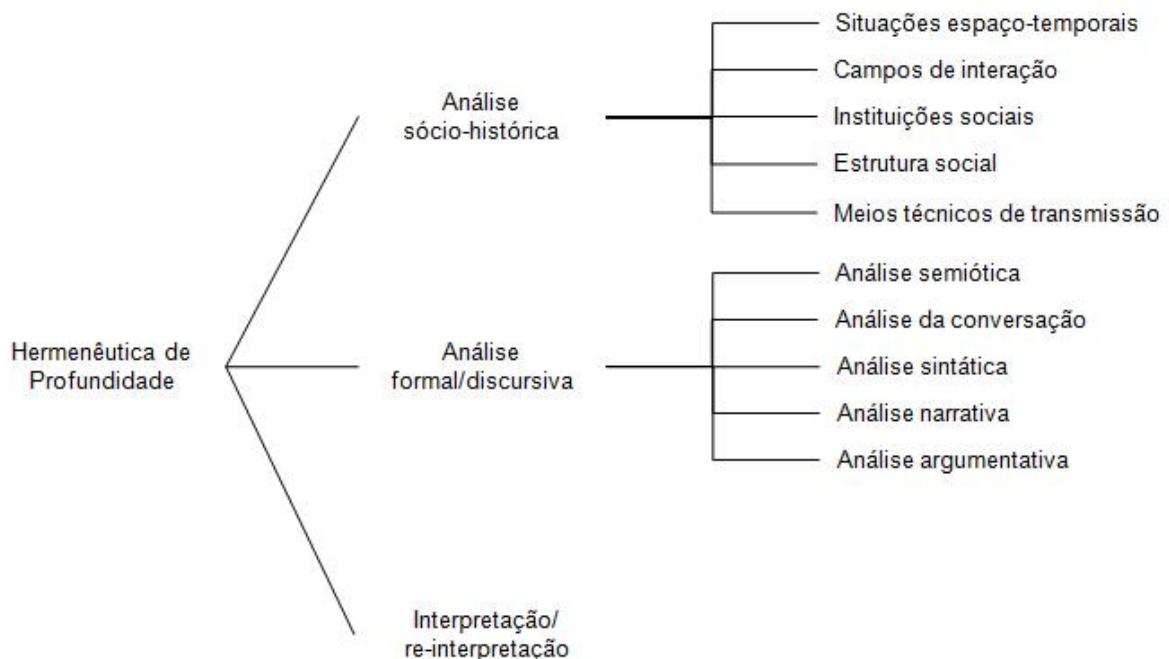 Situações espaço-temporais
Campos de interação
Análise
sócio-histórica
Instituições sociais
Estrutura social
Meios técnicos de transmissão
Análise semiótica
Análise da conversação
Hermenêutica de
Profundidade
Análise
formal/discursiva
Análise sintática
Análise narrativa
Análise argumentativa
Interpretação/
re-interpretação